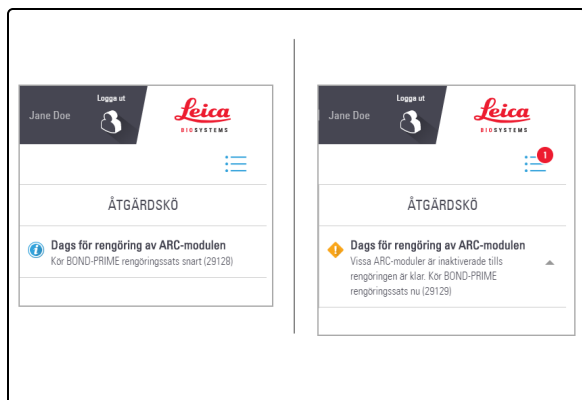 Logga ut
Jane Doe
Leica
BIOSYSTEMS
ÅTGÄRDSKÖ
Dags för rengöring av ARC-modulen
Kör BOND-PRIME rengöringssats snart (29128)
Logga ut
Jane Doe
Leica
BIOSYSTEMS
1
ÅTGÄRDSKÖ
Dags för rengöring av ARC-modulen
Vissa ARC-moduler är inaktiverade tills
rengöringen är klar. Kör BOND-PRIME
rengöringssats nu (29129)